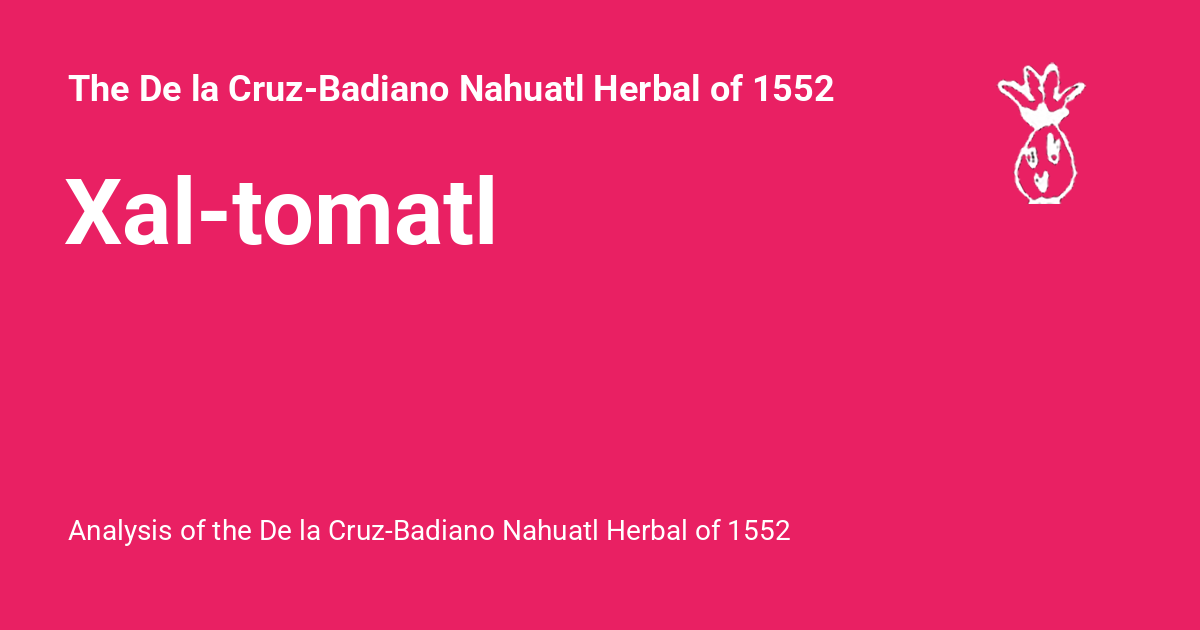 The De la Cruz-Badiano Nahuatl Herbal of 1552
Xal-tomatl
Analysis of the De la Cruz-Badiano Nahuatl Herbal of 1552